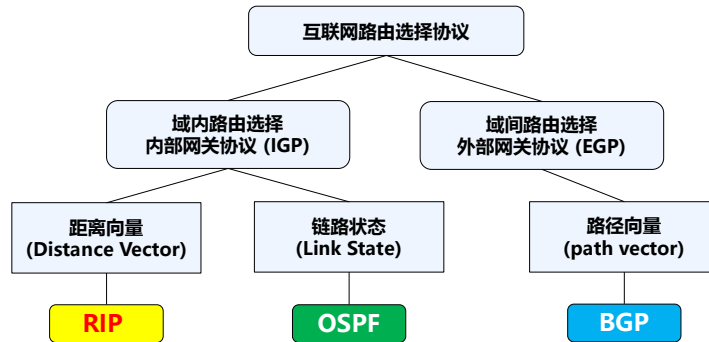 互联网路由选择协议
域内路由选择
内部网关协议 (IGP)
域间路由选择
外部网关协议 (EGP)
距离向量
(Distance Vector)
链路状态
(Link State)
路径向量
(path vector)
RIP
OSPF
BGP